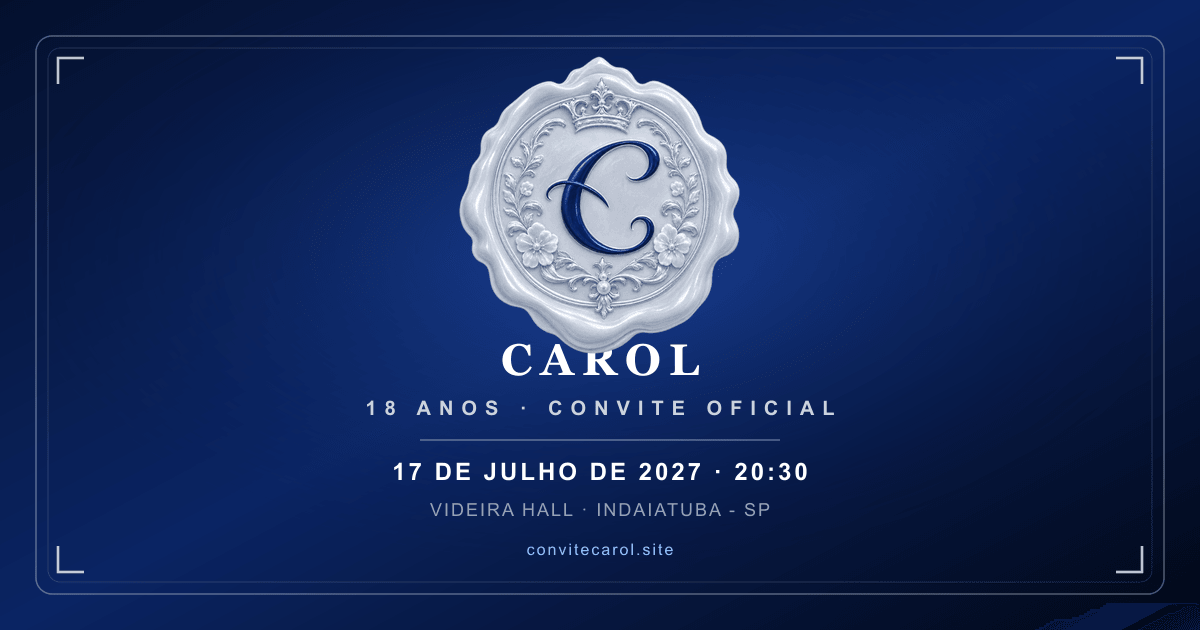 C
CAROL
18 ANOS · CONVITE OFICIAL
17 DE JULHO DE 2027 · 20:30
VIDEIRA HALL · INDAIATUBA - SP
convitecarol.site